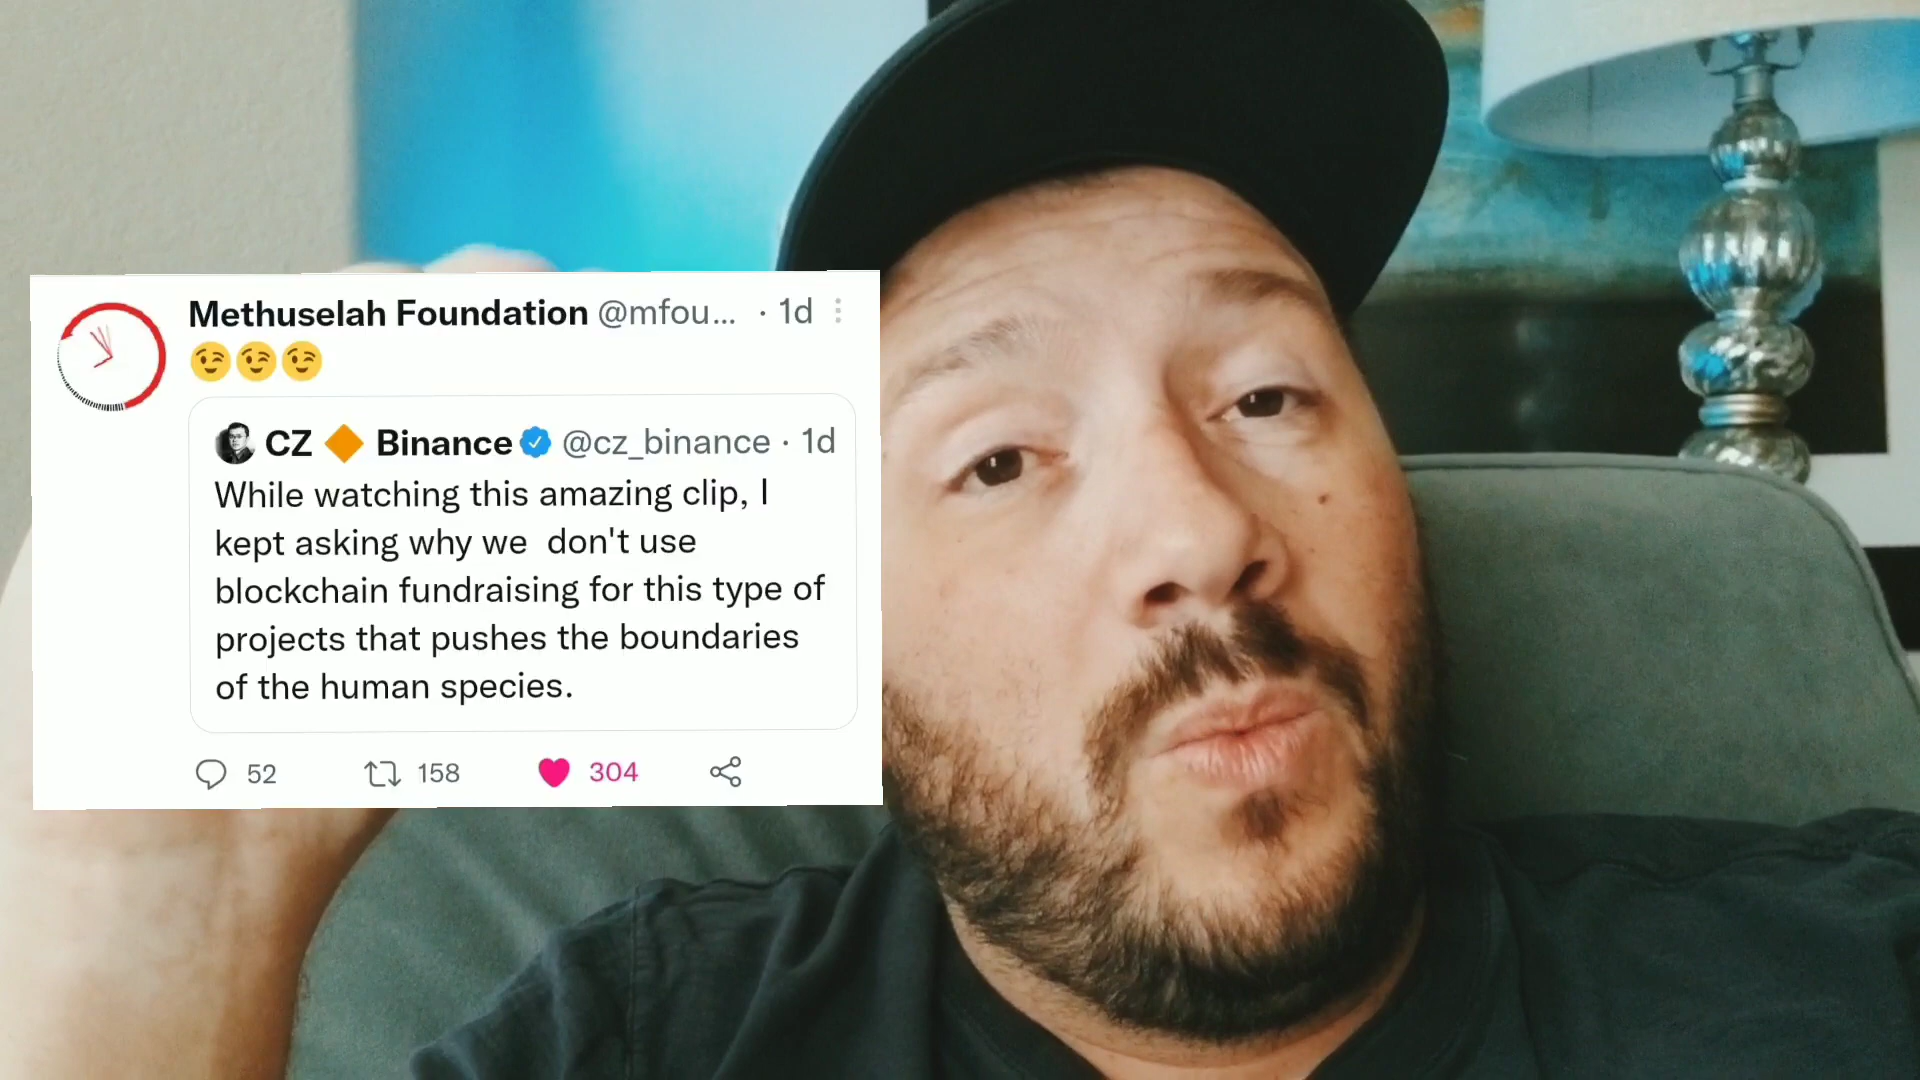 Methuselah Foundation @mfou... · 1d
😉😉😉
CZ 🔶 Binance @cz_binance · 1d
While watching this amazing clip, I
kept asking why we  don't use
blockchain fundraising for this type of
projects that pushes the boundaries
of the human species.
52 158 304